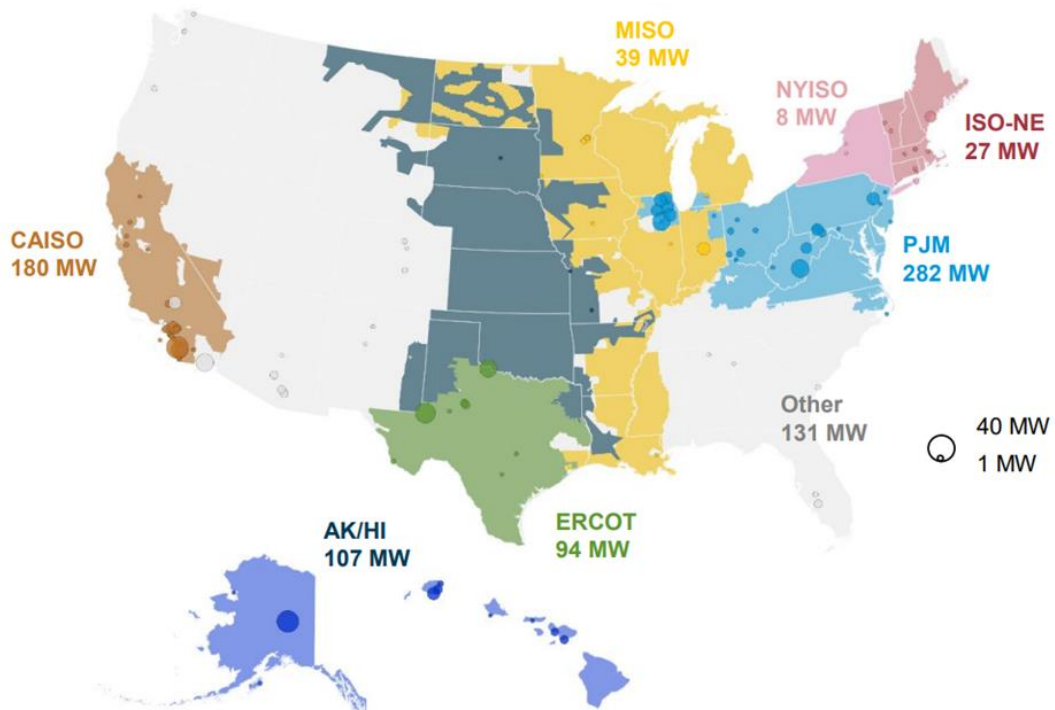 MISO
39 MW
NYISO
8 MW
ISO-NE
27 MW
CAISO
180 MW
PJM
282 MW
Other
131 MW
40 MW
1 MW
AK/HI
107 MW
ERCOT
94 MW